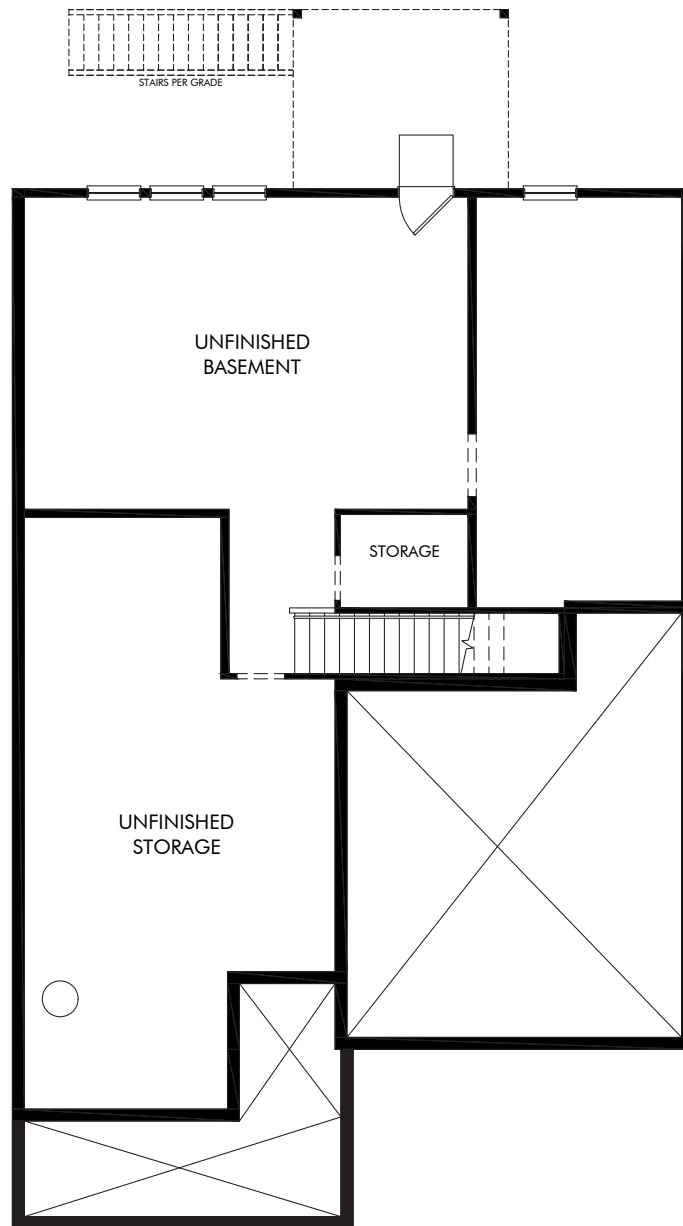 STAIRS PER GRADE
UNFINISHED
BASEMENT
STORAGE
UNFINISHED
STORAGE